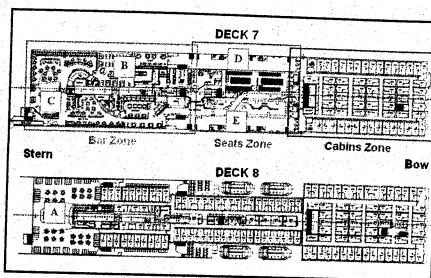 DECK 7
B
D
C
E
Bar Zone
Seats Zone
Cabins Zone
Stern
Bow
DECK 8
A